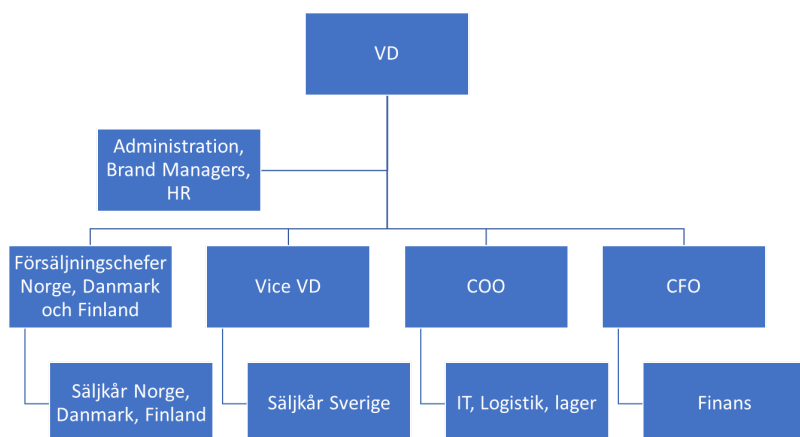 VD
Administration,
Brand Managers,
HR
Försäljningschefer
Norge, Danmark
och Finland
Vice VD
COO
CFO
Säljkår Norge,
Danmark, Finland
Säljkår Sverige
IT, Logistik, lager
Finans